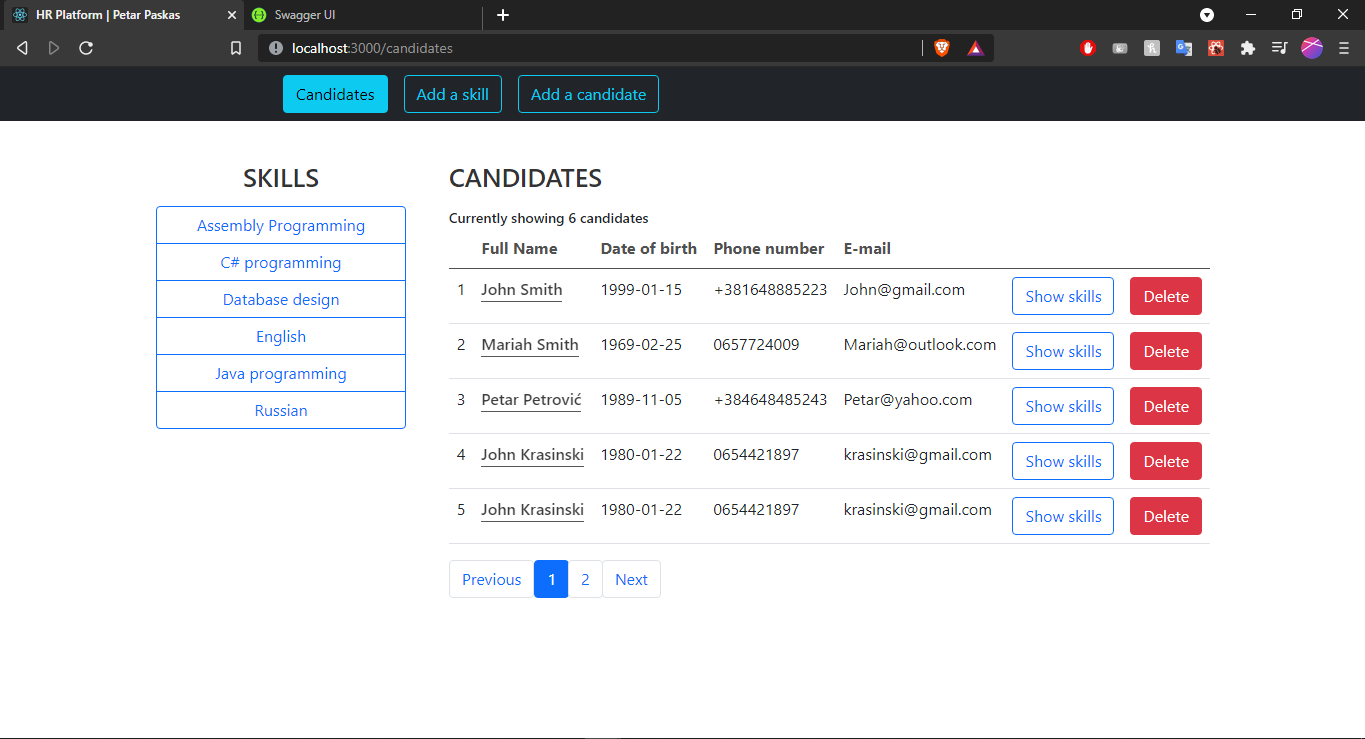 HR Platform | Petar Paskas
Swagger UI
localhost:3000/candidates
Candidates Add a skill Add a candidate
SKILLS
Assembly Programming
C# programming
Database design
English
Java programming
Russian
CANDIDATES
Currently showing 6 candidates
Full Name Date of birth Phone number E-mail
1 John Smith 1999-01-15 +381648885223 John@gmail.com Show skills Delete
2 Mariah Smith 1969-02-25 0657724009 Mariah@outlook.com Show skills Delete
3 Petar Petrović 1989-11-05 +384648485243 Petar@yahoo.com Show skills Delete
4 John Krasinski 1980-01-22 0654421897 krasinski@gmail.com Show skills Delete
5 John Krasinski 1980-01-22 0654421897 krasinski@gmail.com Show skills Delete
Previous 1 2 Next